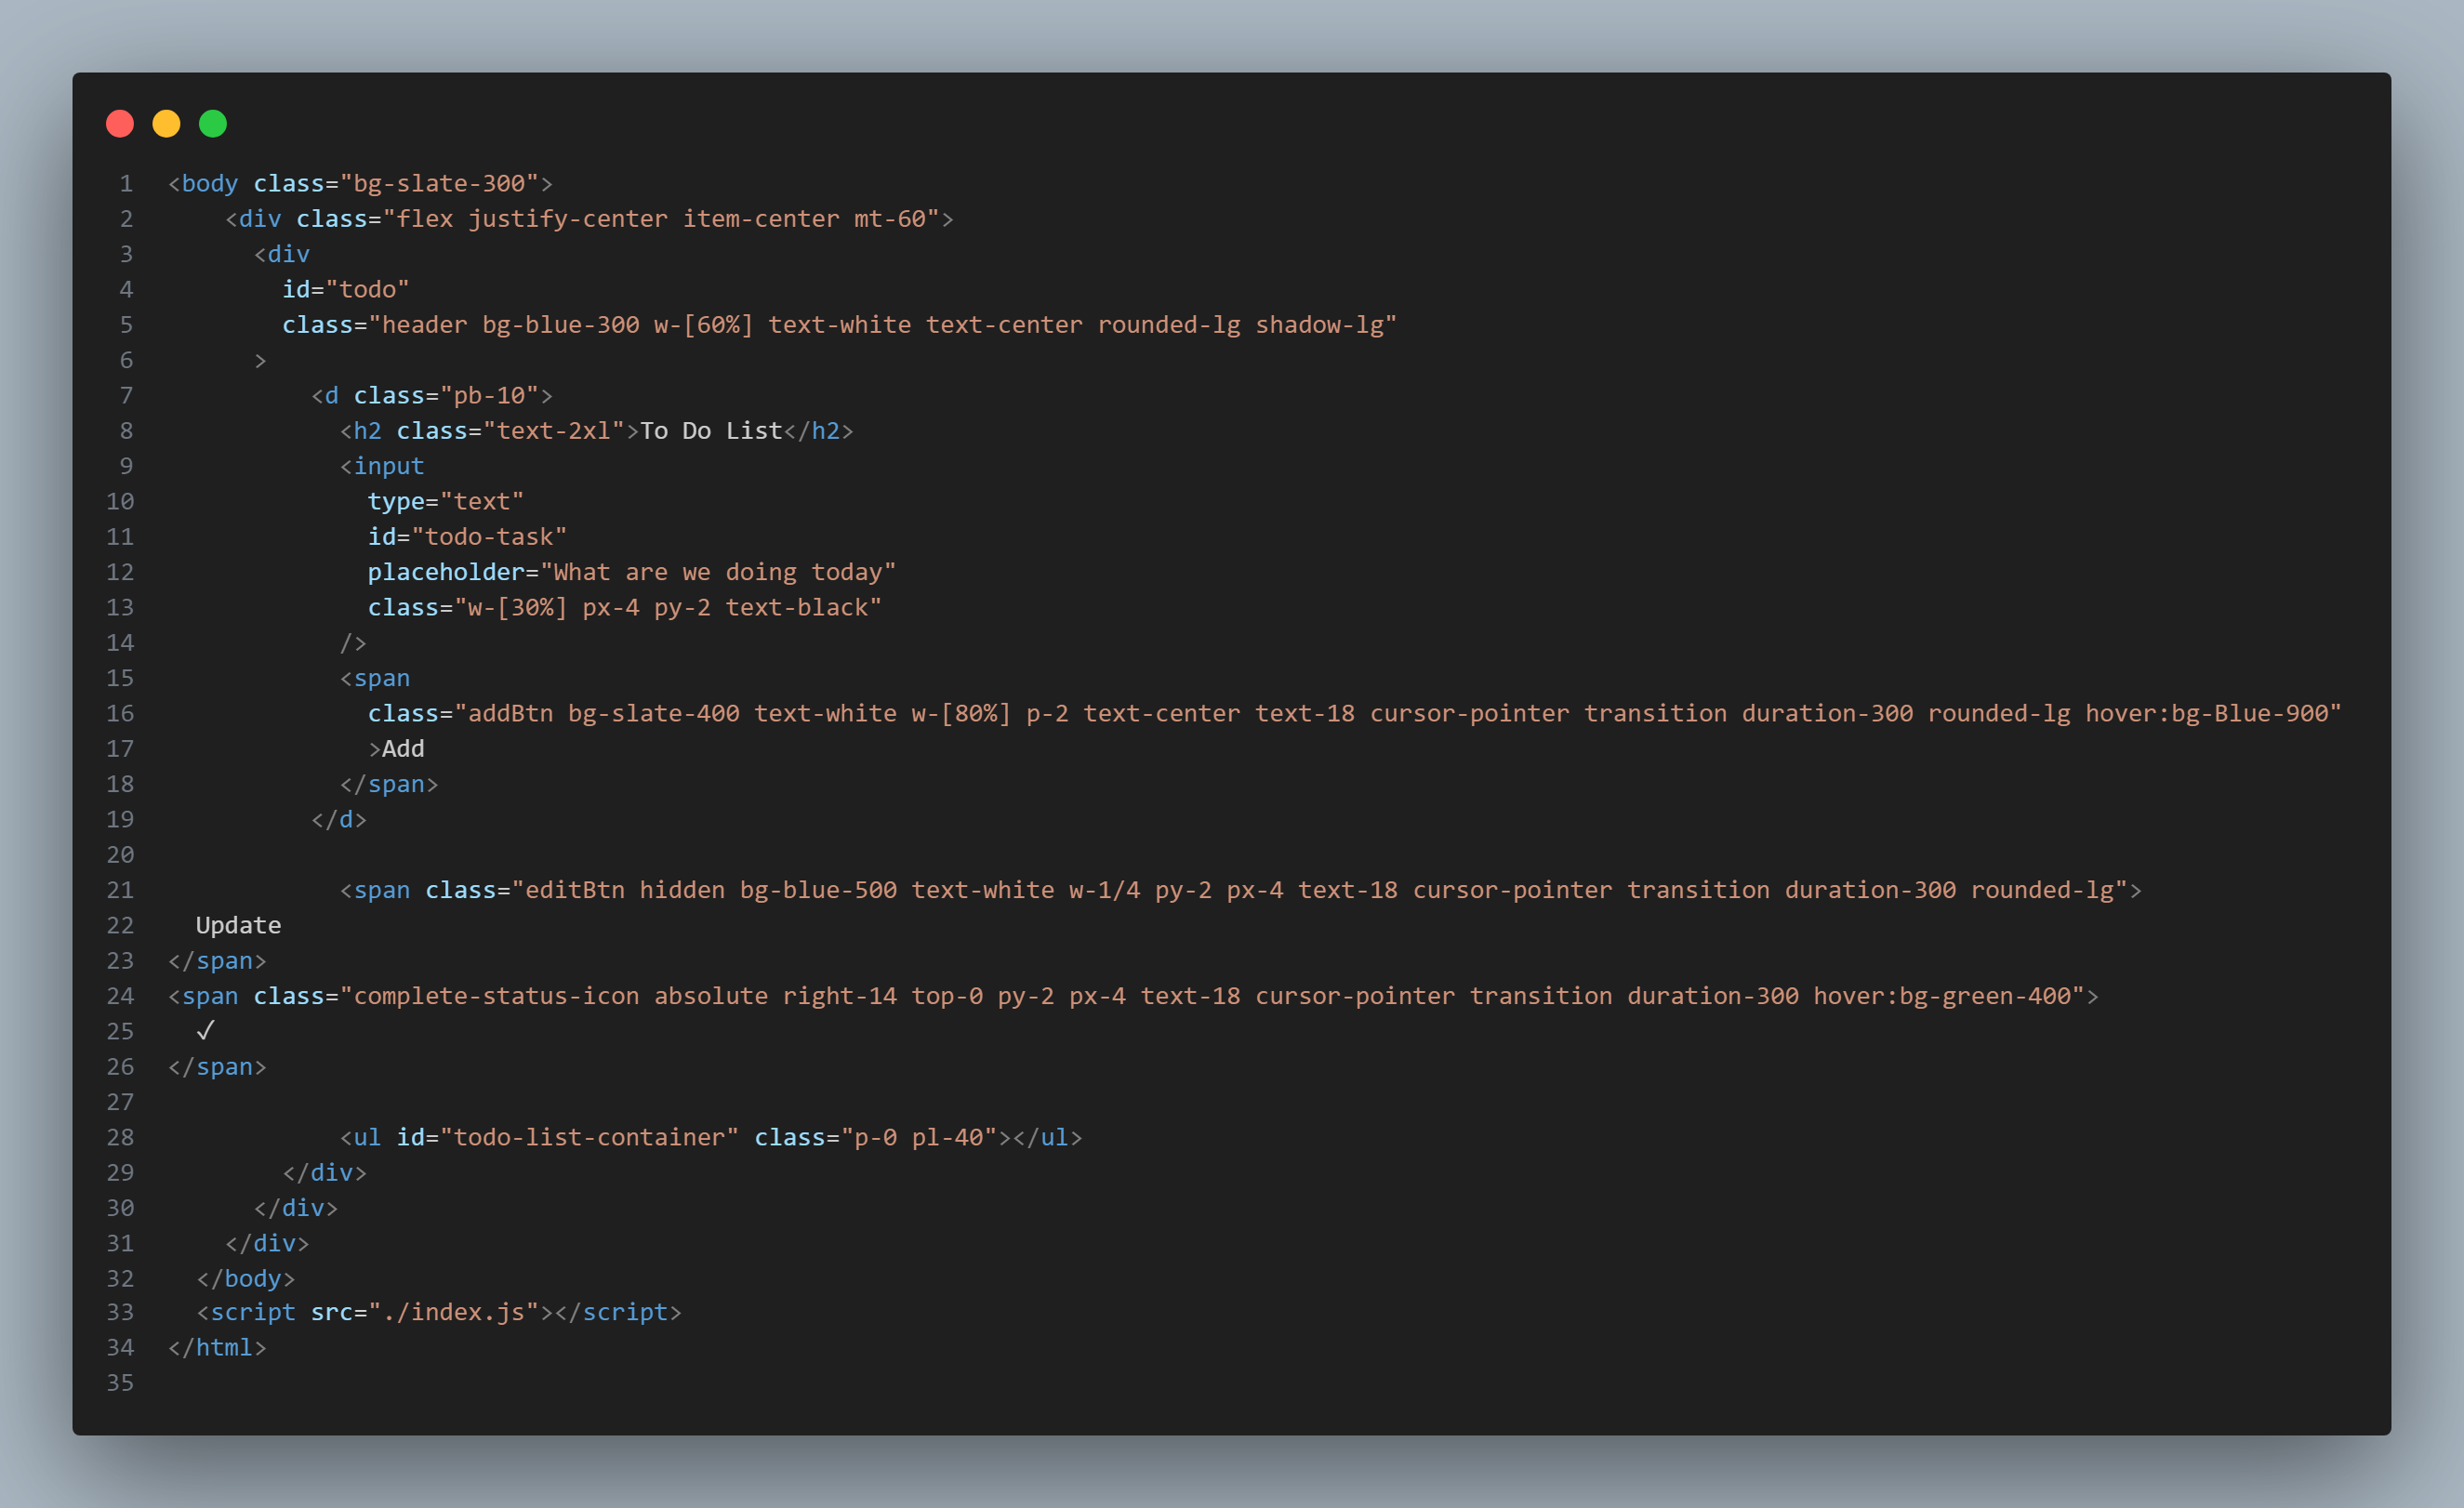 1 <body class="bg-slate-300">
2     <div class="flex justify-center item-center mt-60">
3       <div
4         id="todo"
5         class="header bg-blue-300 w-[60%] text-white text-center rounded-lg shadow-lg"
6       >
7           <d class="pb-10">
8             <h2 class="text-2xl">To Do List</h2>
9             <input
10               type="text"
11               id="todo-task"
12               placeholder="What are we doing today"
13               class="w-[30%] px-4 py-2 text-black"
14             />
15             <span
16               class="addBtn bg-slate-400 text-white w-[80%] p-2 text-center text-18 cursor-pointer transition duration-300 rounded-lg hover:bg-Blue-900"
17               >Add
18             </span>
19           </d>
20
21             <span class="editBtn hidden bg-blue-500 text-white w-1/4 py-2 px-4 text-18 cursor-pointer transition duration-300 rounded-lg">
22   Update
23 </span>
24 <span class="complete-status-icon absolute right-14 top-0 py-2 px-4 text-18 cursor-pointer transition duration-300 hover:bg-green-400">
25   ✓
26 </span>
27
28             <ul id="todo-list-container" class="p-0 pl-40"></ul>
29         </div>
30       </div>
31     </div>
32   </body>
33   <script src="./index.js"></script>
34 </html>
35